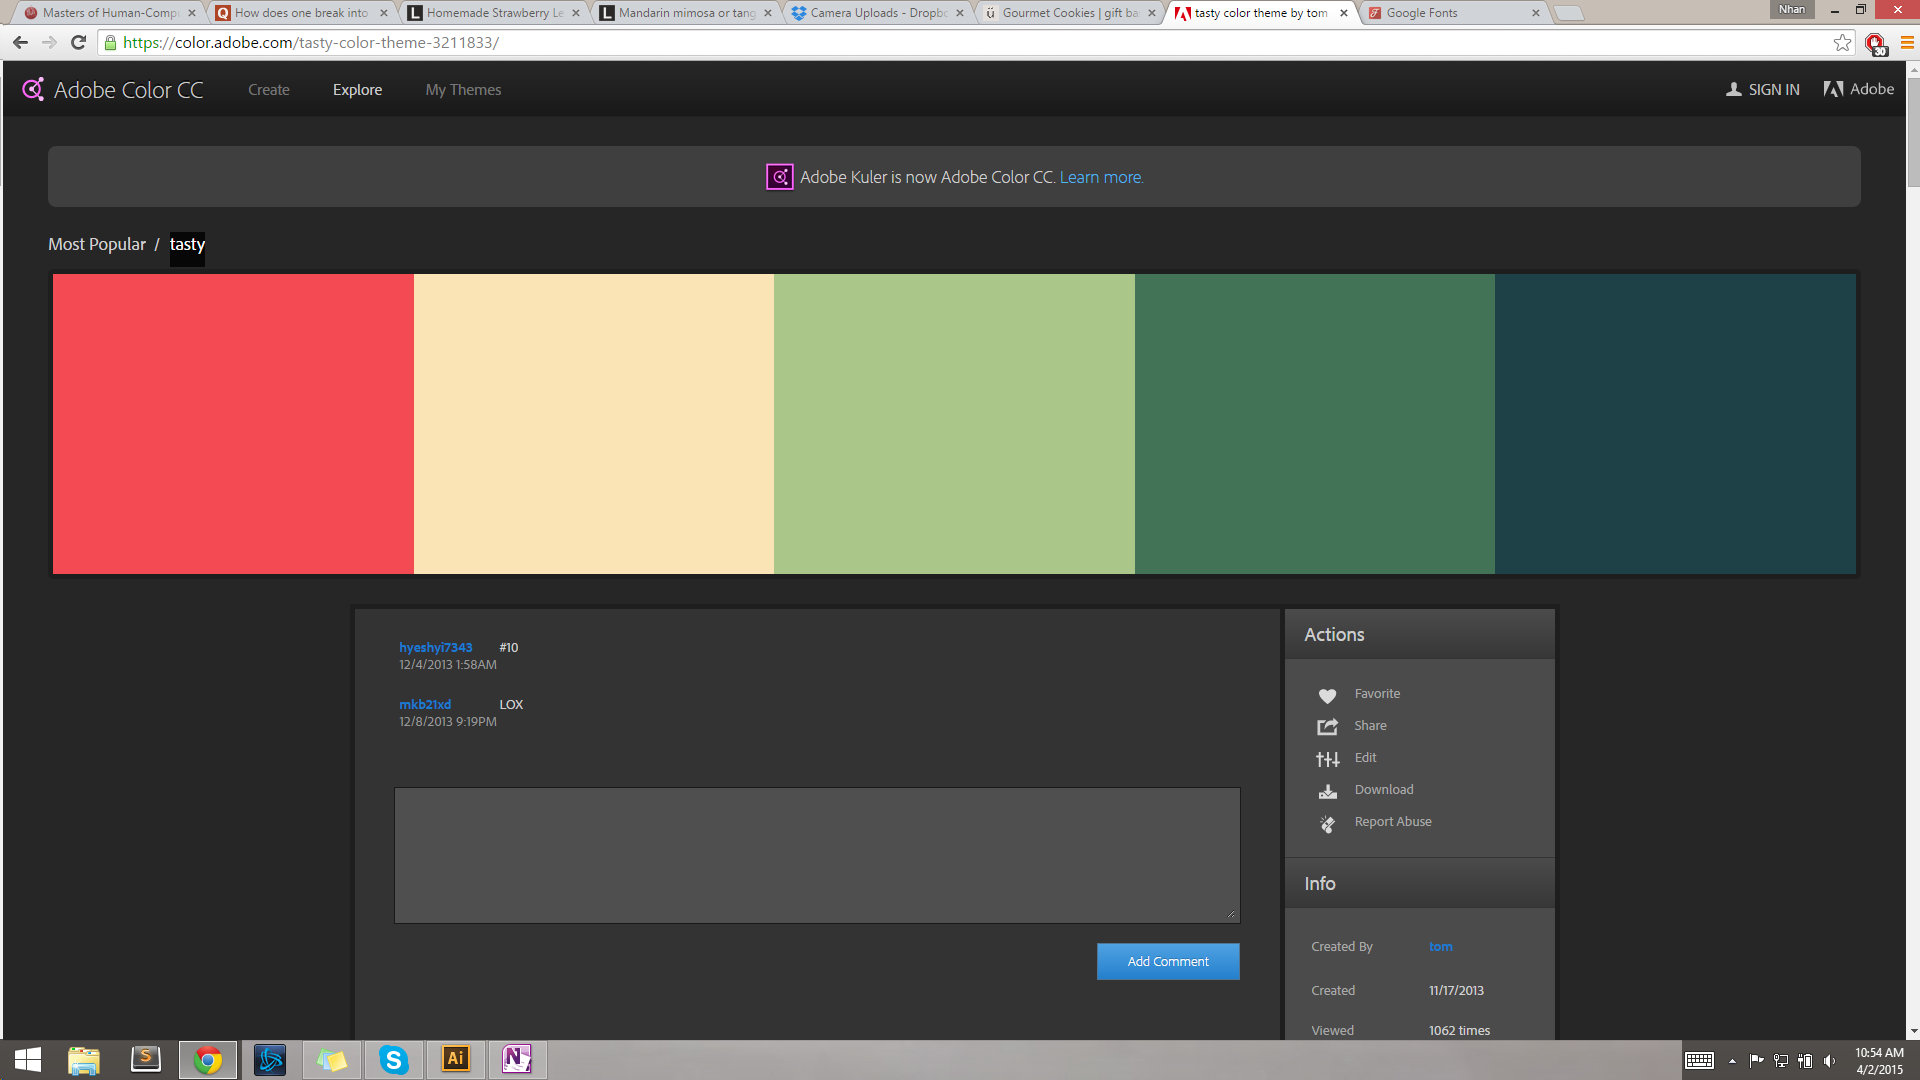 Masters of Human-Comp
How does one break into
Homemade Strawberry Le
Mandarin mimosa or tang
Camera Uploads - Dropbo
Gourmet Cookies | gift ba
tasty color theme by tom
Google Fonts
Nhan
https://color.adobe.com/tasty-color-theme-3211833/
30
Adobe Color CC
Create
Explore
My Themes
SIGN IN
Adobe
Adobe Kuler is now Adobe Color CC. Learn more.
Most Popular / tasty
hyeshyi7343 #10
12/4/2013 1:58AM
mkb21xd LOX
12/8/2013 9:19PM
Add Comment
Actions
Favorite
Share
Edit
Download
Report Abuse
Info
Created By tom
Created 11/17/2013
Viewed 1062 times
10:54 AM
4/2/2015